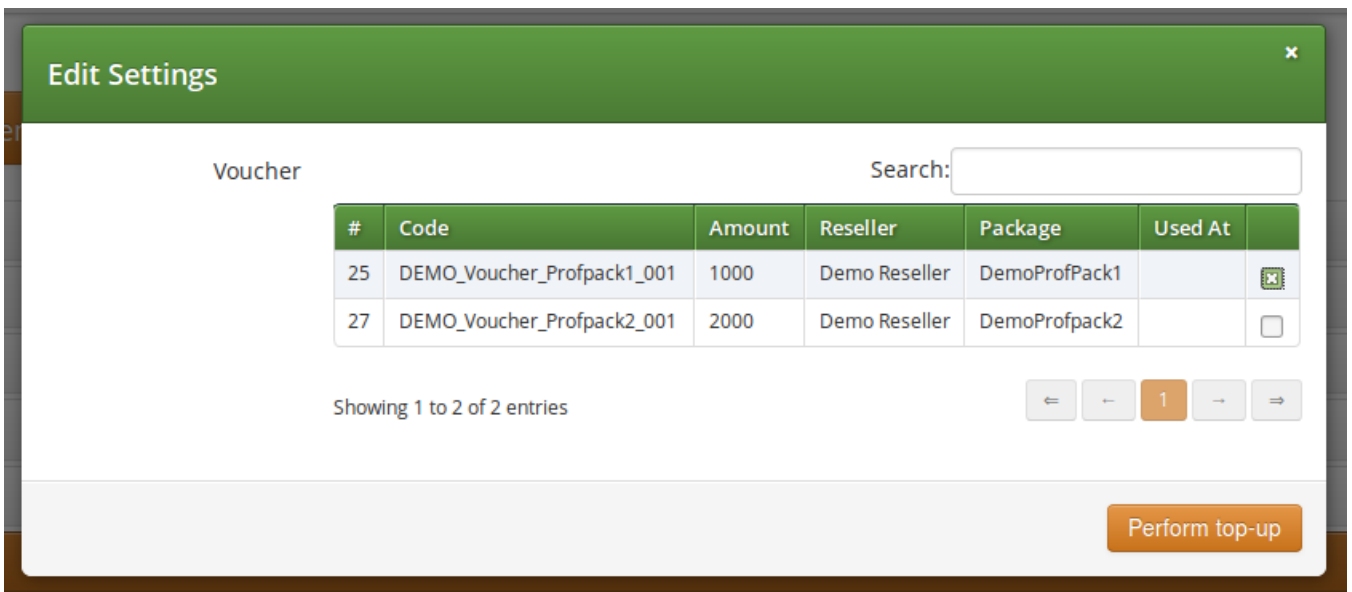 Edit Settings
×
er
Voucher
Search:
# Code Amount Reseller Package Used At
25 DEMO_Voucher_Profpack1_001 1000 Demo Reseller DemoProfPack1
27 DEMO_Voucher_Profpack2_001 2000 Demo Reseller DemoProfpack2
Showing 1 to 2 of 2 entries
⇐ ← 1 → ⇒
Perform top-up